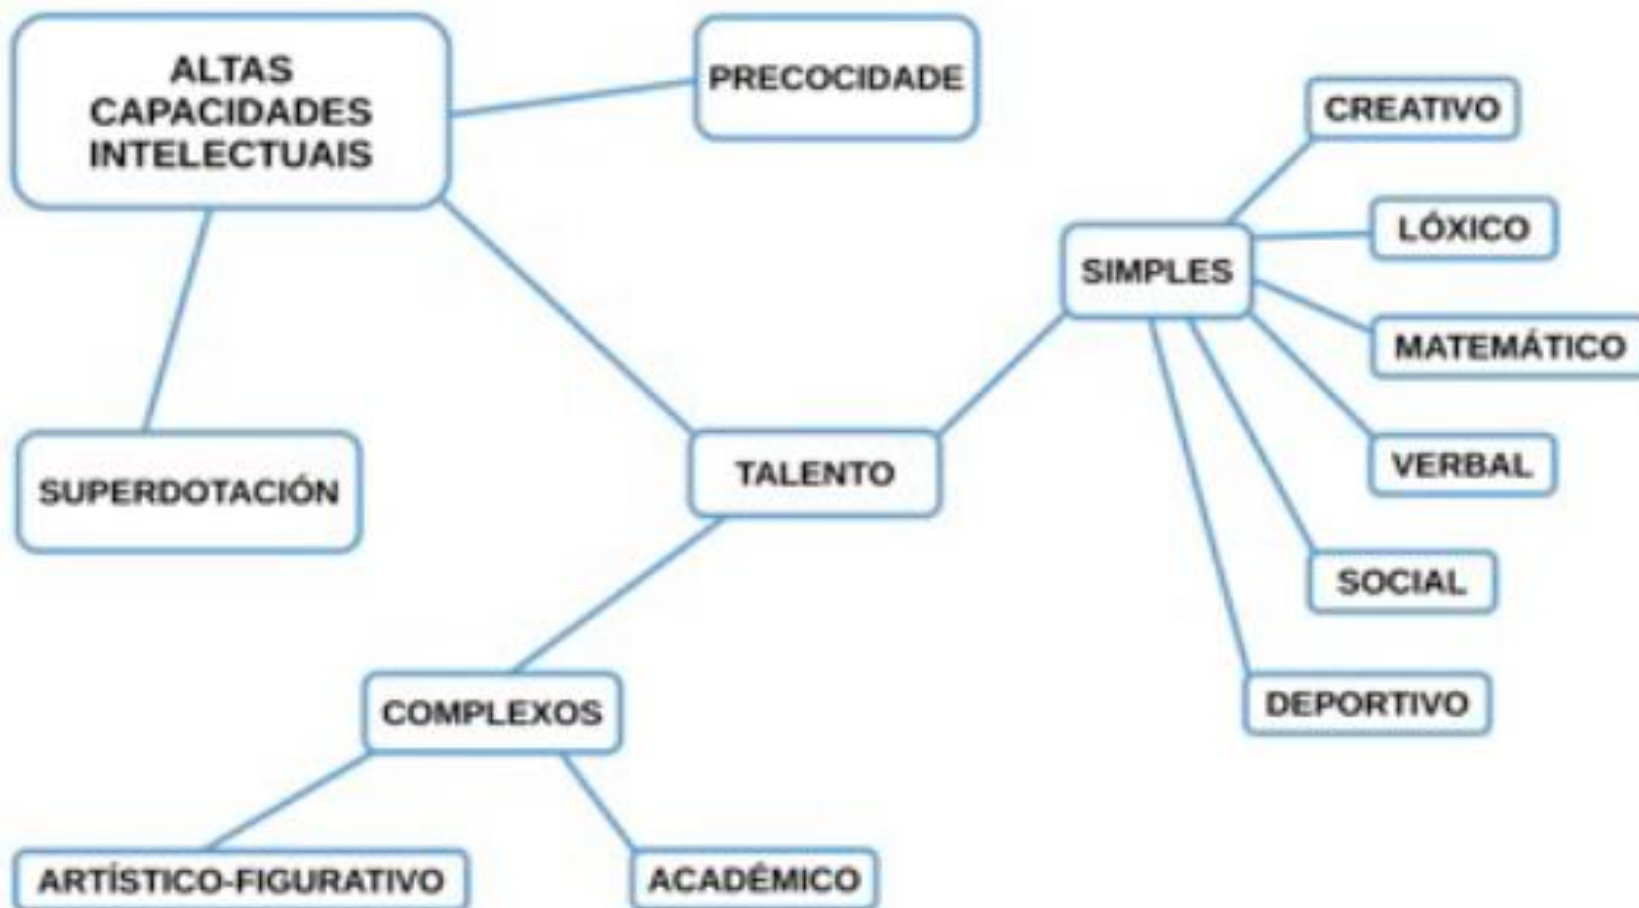 ALTAS
CAPACIDADES
INTELECTUAIS
PRECOCIDADE
CREATIVO
LÓXICO
SIMPLES
MATEMÁTICO
VERBAL
TALENTO
SUPERDOTACIÓN
SOCIAL
DEPORTIVO
COMPLEXOS
ARTÍSTICO-FIGURATIVO
ACADÉMICO